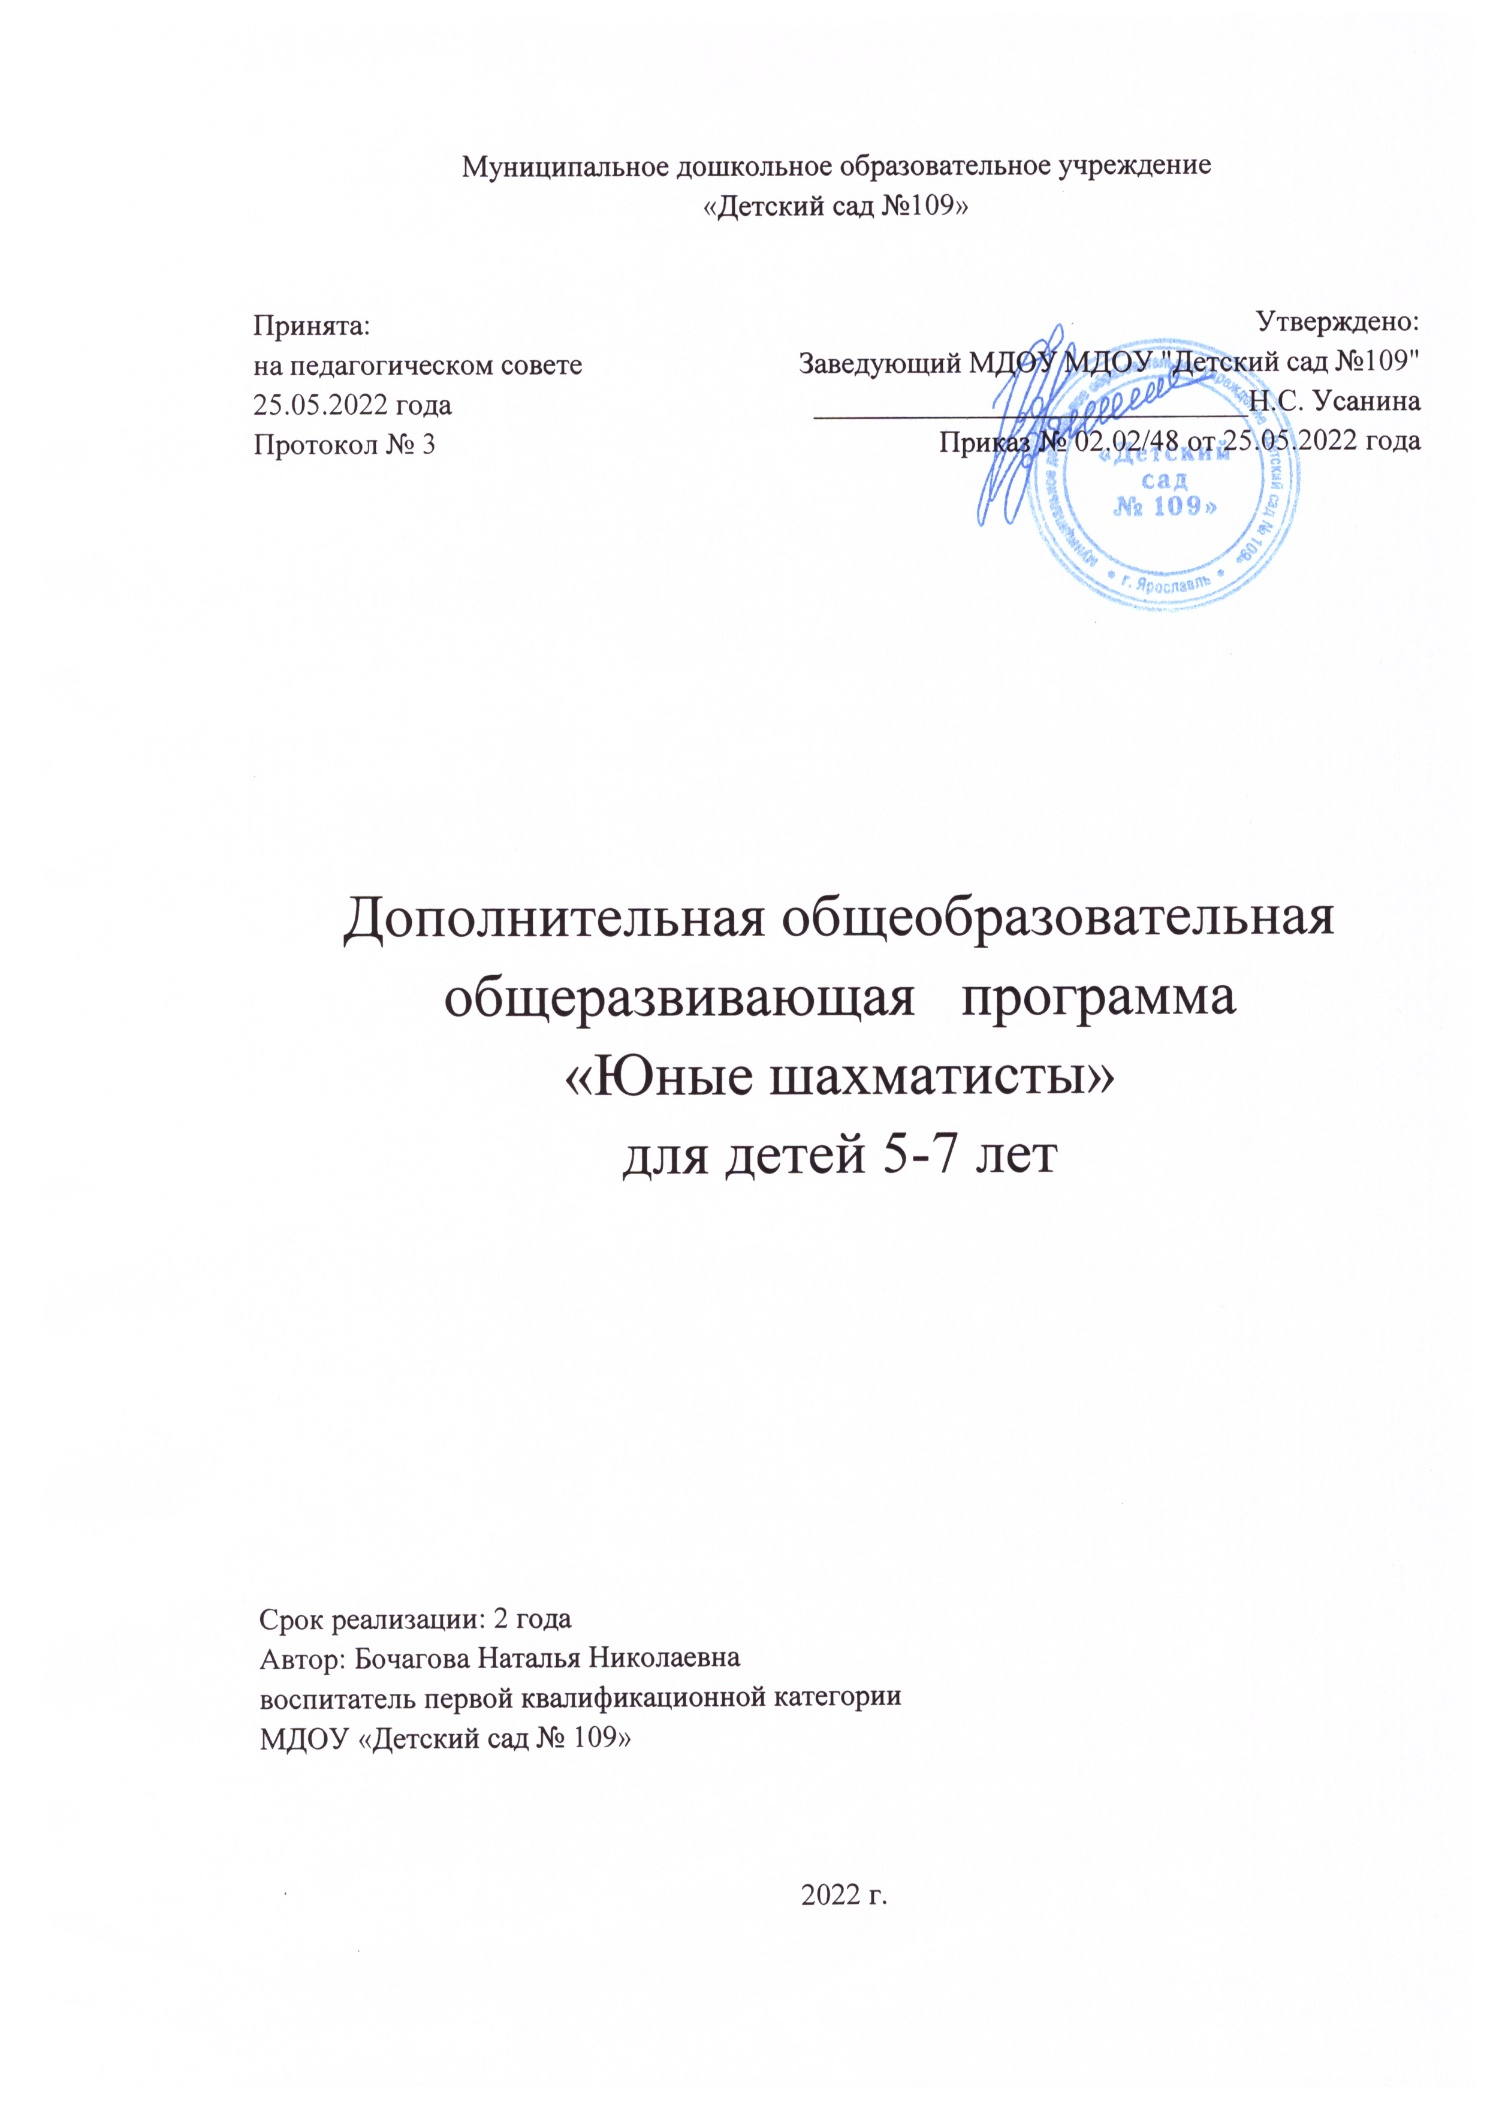 Муниципальное дошкольное образовательное учреждение
«Детский сад №109»
Принята:
на педагогическом совете
25.05.2022 года
Протокол № 3
Утверждено:
Заведующий МДОУ МДОУ "Детский сад №109"
Н.С. Усанина
Приказ № 02.02/48 от 25.05.2022 года
«Детский
сад
№ 109»
г. Ярославль
Дополнительная общеобразовательная
общеразвивающая программа
«Юные шахматисты»
для детей 5-7 лет
Срок реализации: 2 года
Автор: Бочагова Наталья Николаевна
воспитатель первой квалификационной категории
МДОУ «Детский сад № 109»
2022 г.